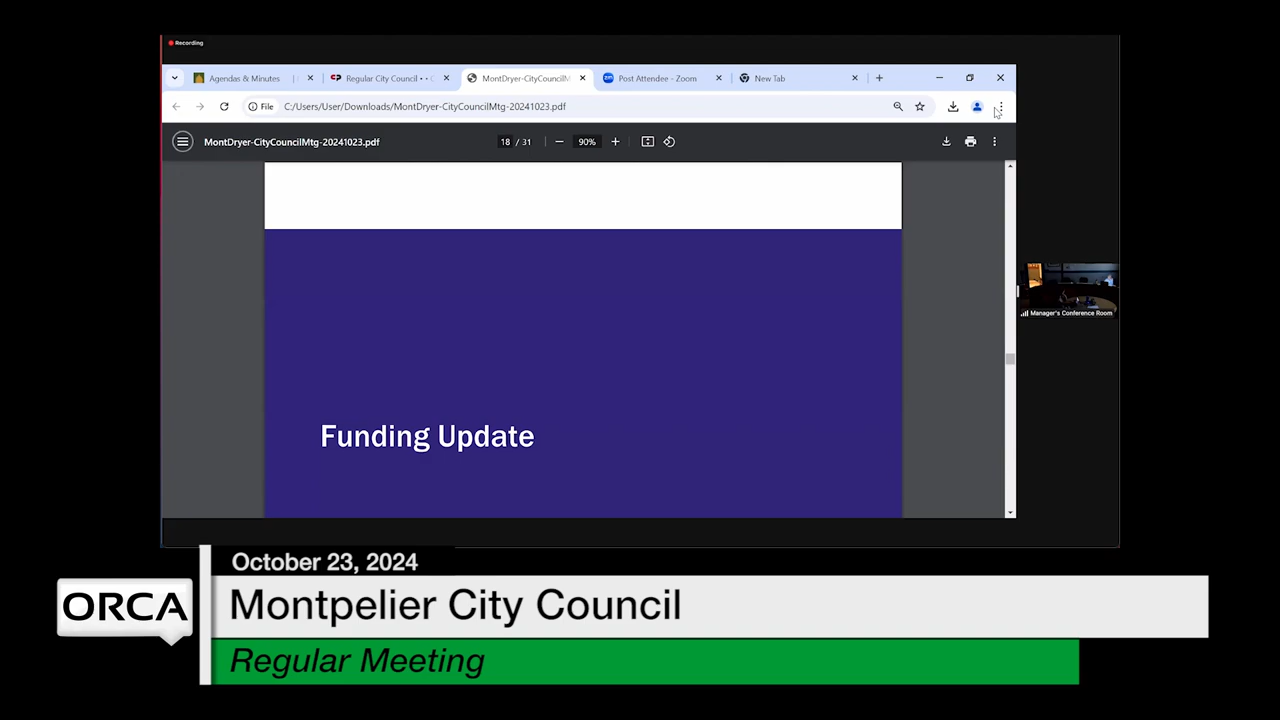 Recording
Agendas & Minutes
Regular City Council • • C
MontDryer-CityCouncilM
Post Attendee - Zoom
New Tab
File
C:/Users/User/Downloads/MontDryer-CityCouncilMtg-20241023.pdf
MontDryer-CityCouncilMtg-20241023.pdf
18 / 31
90%
Funding Update
Manager's Conference Room
October 23, 2024
ORCA
Montpelier City Council
Regular Meeting